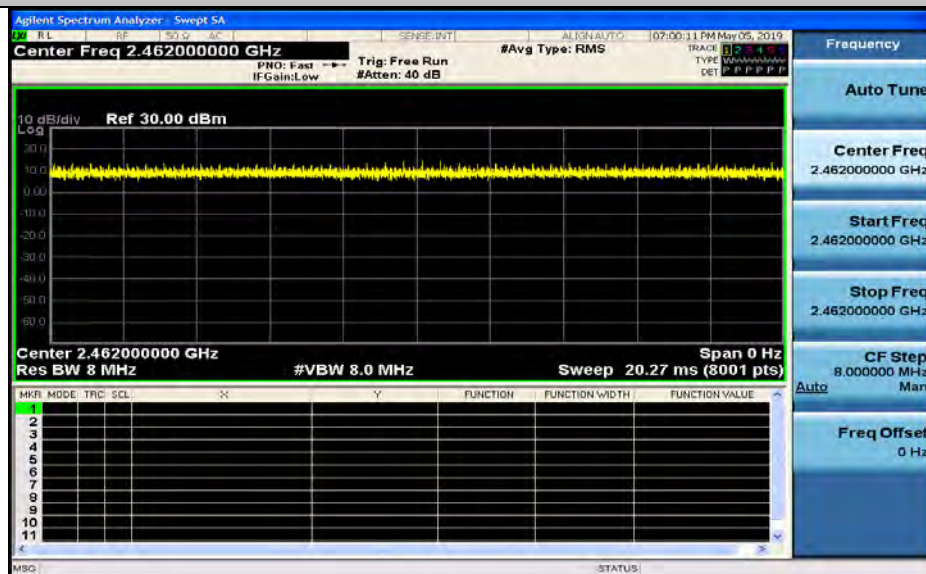 Agilent Spectrum Analyzer - Swept SA
LXI RL RF 50 Ω AC SENSE:INT ALIGN AUTO 07:00:11 PM May 05, 2019
Center Freq 2.462000000 GHz #Avg Type: RMS TRACE 1 2 3 4 5 6
PNO: Fast Trig: Free Run TYPE
IFGain:Low #Atten: 40 dB DET P P P P P P
10 dB/div Ref 30.00 dBm
Log
20.0
10.0
0.00
-10.0
-20.0
-30.0
-40.0
-50.0
-60.0
Center 2.462000000 GHz Span 0 Hz
Res BW 8 MHz #VBW 8.0 MHz Sweep 20.27 ms (8001 pts)
MKR MODE TRC SCL X Y FUNCTION FUNCTION WIDTH FUNCTION VALUE
1
2
3
4
5
6
7
8
9
10
11
MSG STATUS
Frequency
Auto Tune
Center Freq
2.462000000 GHz
Start Freq
2.462000000 GHz
Stop Freq
2.462000000 GHz
CF Step
8.000000 MHz
Auto Man
Freq Offset
0 Hz